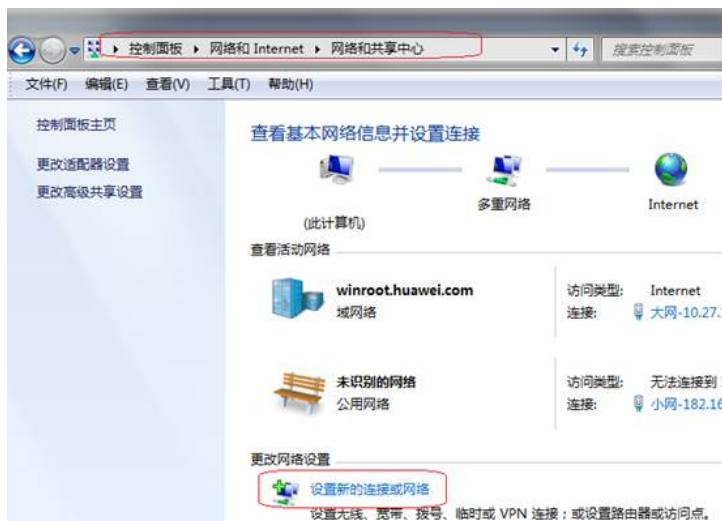 控制面板 ▸ 网络和 Internet ▸ 网络和共享中心
搜索控制面板
文件(F) 编辑(E) 查看(V) 工具(T) 帮助(H)
控制面板主页
更改适配器设置
更改高级共享设置
查看基本网络信息并设置连接
多重网络
Internet
(此计算机)
查看活动网络
winroot.huawei.com
域网络
访问类型: Internet
连接: 大网-10.27.
未识别的网络
公用网络
访问类型: 无法连接到
连接: 小网-182.16
更改网络设置
设置新的连接或网络
设置无线、宽带、拨号、临时或 VPN 连接；或设置路由器或访问点。